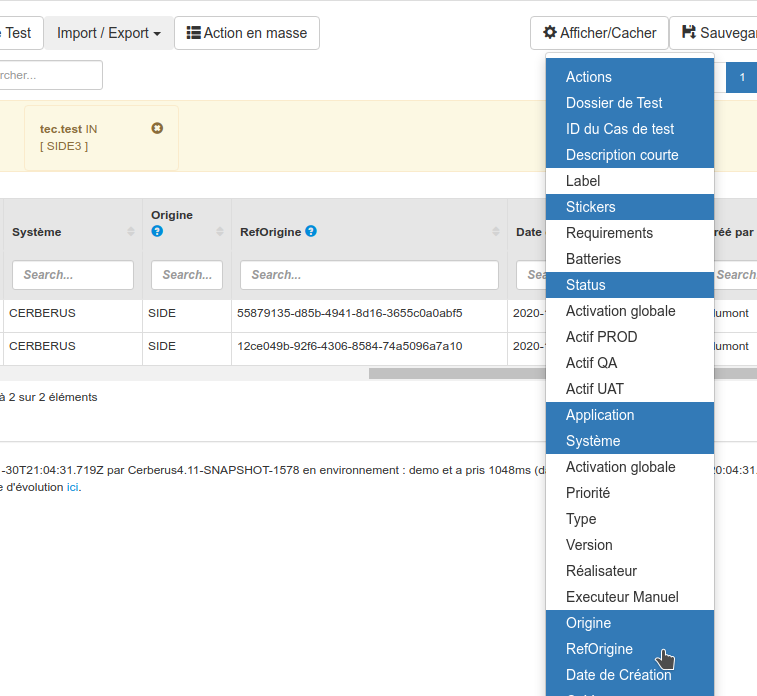 Test
Import / Export
Action en masse
Afficher/Cacher
rcher...
1
tec.test IN
[ SIDE3 ]
Système
Origine
RefOrigine
Date
réé par
Search...
Search...
Search...
Search
CERBERUS
SIDE
55879135-d85b-4941-8d16-3655c0a0abf5
2020-
umont
CERBERUS
SIDE
12ce049b-92f6-4306-8584-74a5096a7a10
2020-
umont
à 2 sur 2 éléments
-30T21:04:31.719Z par Cerberus4.11-SNAPSHOT-1578 en environnement : demo et a pris 1048ms (d
0:04:31.
e d'évolution ici.
Actions
Dossier de Test
ID du Cas de test
Description courte
Label
Stickers
Requirements
Batteries
Status
Activation globale
Actif PROD
Actif QA
Actif UAT
Application
Système
Activation globale
Priorité
Type
Version
Réalisateur
Executeur Manuel
Origine
RefOrigine
Date de Création